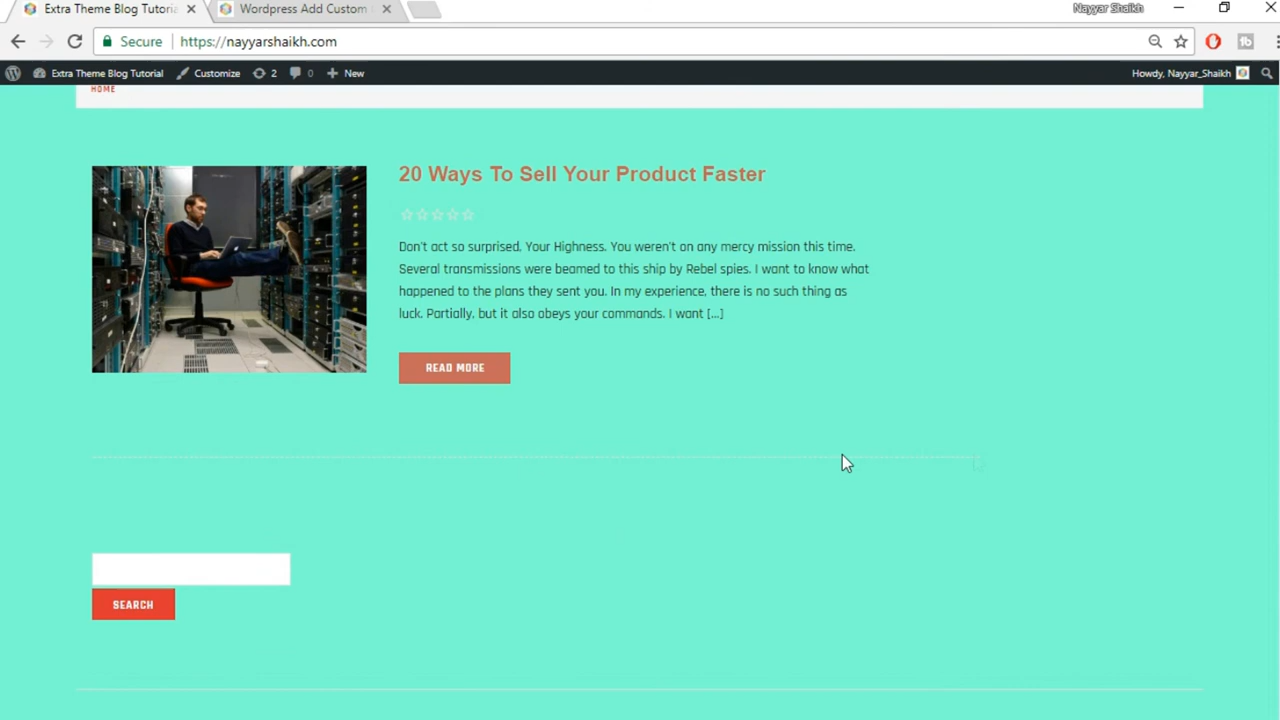 Extra Theme Blog Tutoria
Wordpress Add Custom
Nayyar Shaikh
Secure
https://nayyarshaikh.com
Extra Theme Blog Tutorial
Customize
2
0
New
Howdy, Nayyar_Shaikh
HOME
20 Ways To Sell Your Product Faster
Don't act so surprised, Your Highness. You weren't on any mercy mission this time.
Several transmissions were beamed to this ship by Rebel spies. I want to know what
happened to the plans they sent you. In my experience, there is no such thing as
luck. Partially, but it also obeys your commands. I want [...]
READ MORE
SEARCH